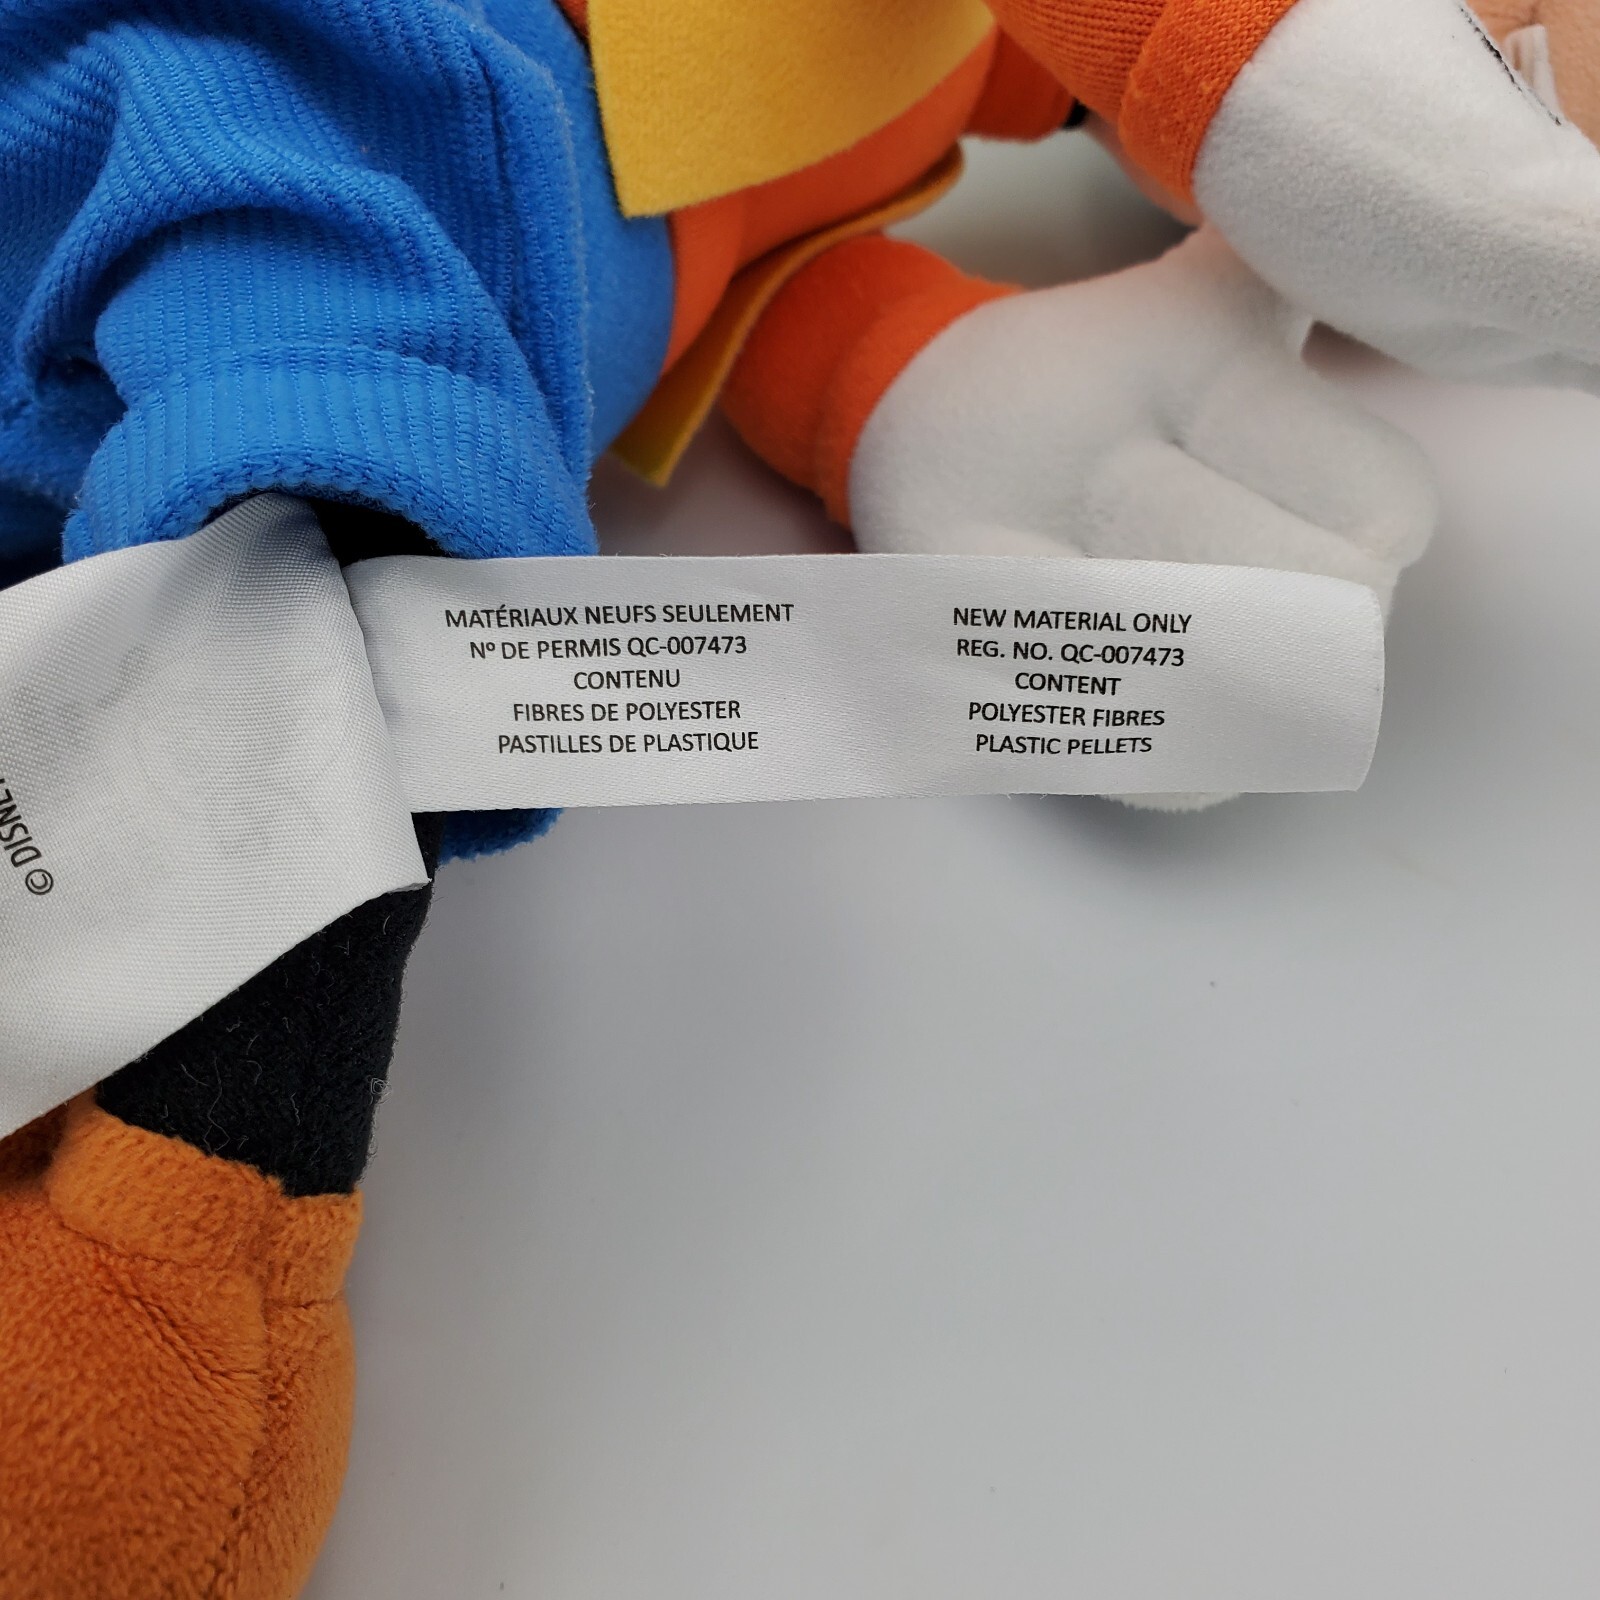 MATÉRIAUX NEUFS SEULEMENT
Nº DE PERMIS QC-007473
CONTENU
FIBRES DE POLYESTER
PASTILLES DE PLASTIQUE
NEW MATERIAL ONLY
REG. NO. QC-007473
CONTENT
POLYESTER FIBRES
PLASTIC PELLETS
©